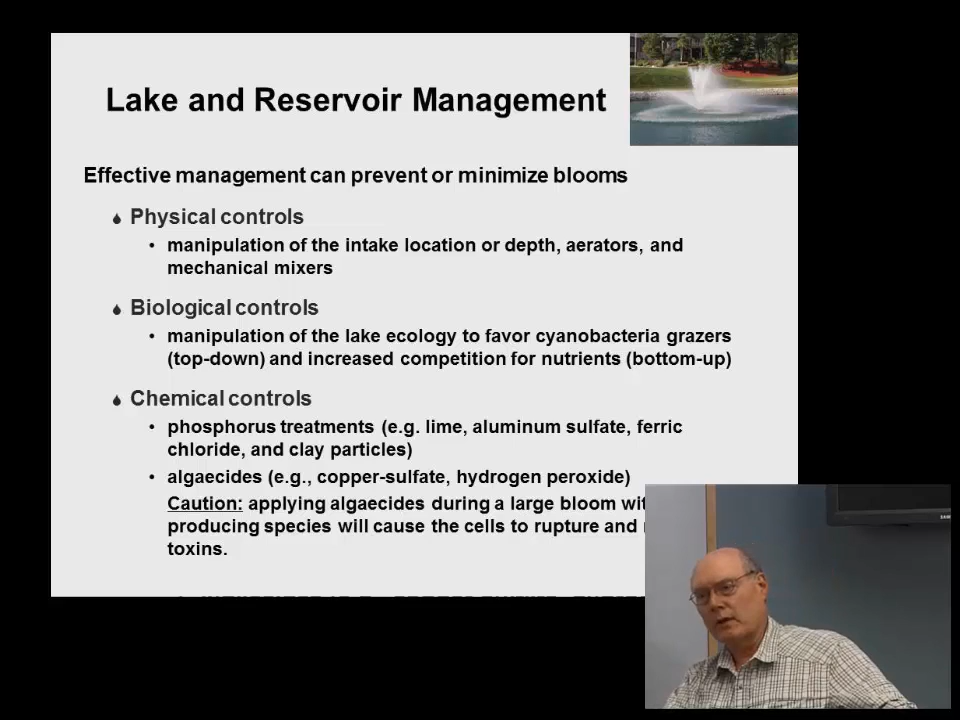 Lake and Reservoir Management
Effective management can prevent or minimize blooms
Physical controls
• manipulation of the intake location or depth, aerators, and
mechanical mixers
Biological controls
• manipulation of the lake ecology to favor cyanobacteria grazers
(top-down) and increased competition for nutrients (bottom-up)
Chemical controls
• phosphorus treatments (e.g. lime, aluminum sulfate, ferric
chloride, and clay particles)
• algaecides (e.g., copper-sulfate, hydrogen peroxide)
Caution: applying algaecides during a large bloom
producing species will cause the cells to rupture and
toxins.